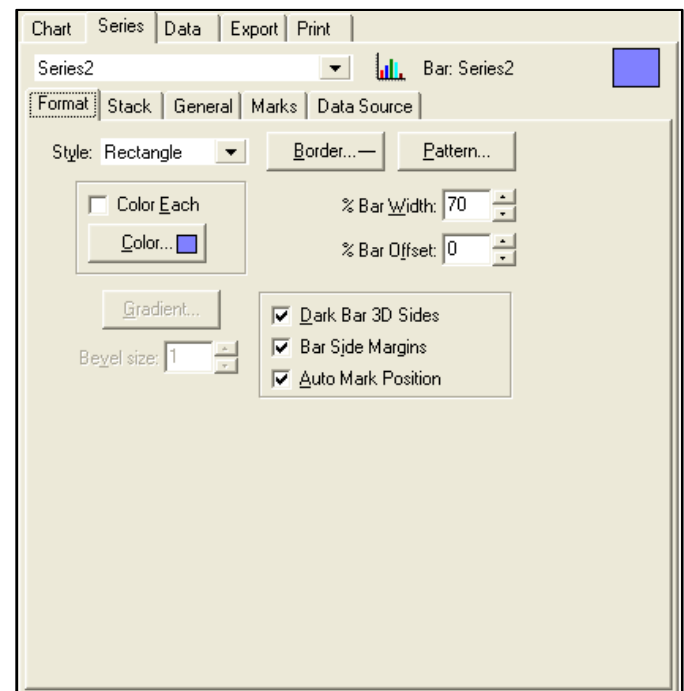 Chart Series Data Export Print
Series2 Bar: Series2
Format Stack General Marks Data Source
Style: Rectangle Border... Pattern...
Color Each % Bar Width: 70
Color... % Bar Offset: 0
Gradient... Dark Bar 3D Sides
Bevel size: 1 Bar Side Margins
Auto Mark Position